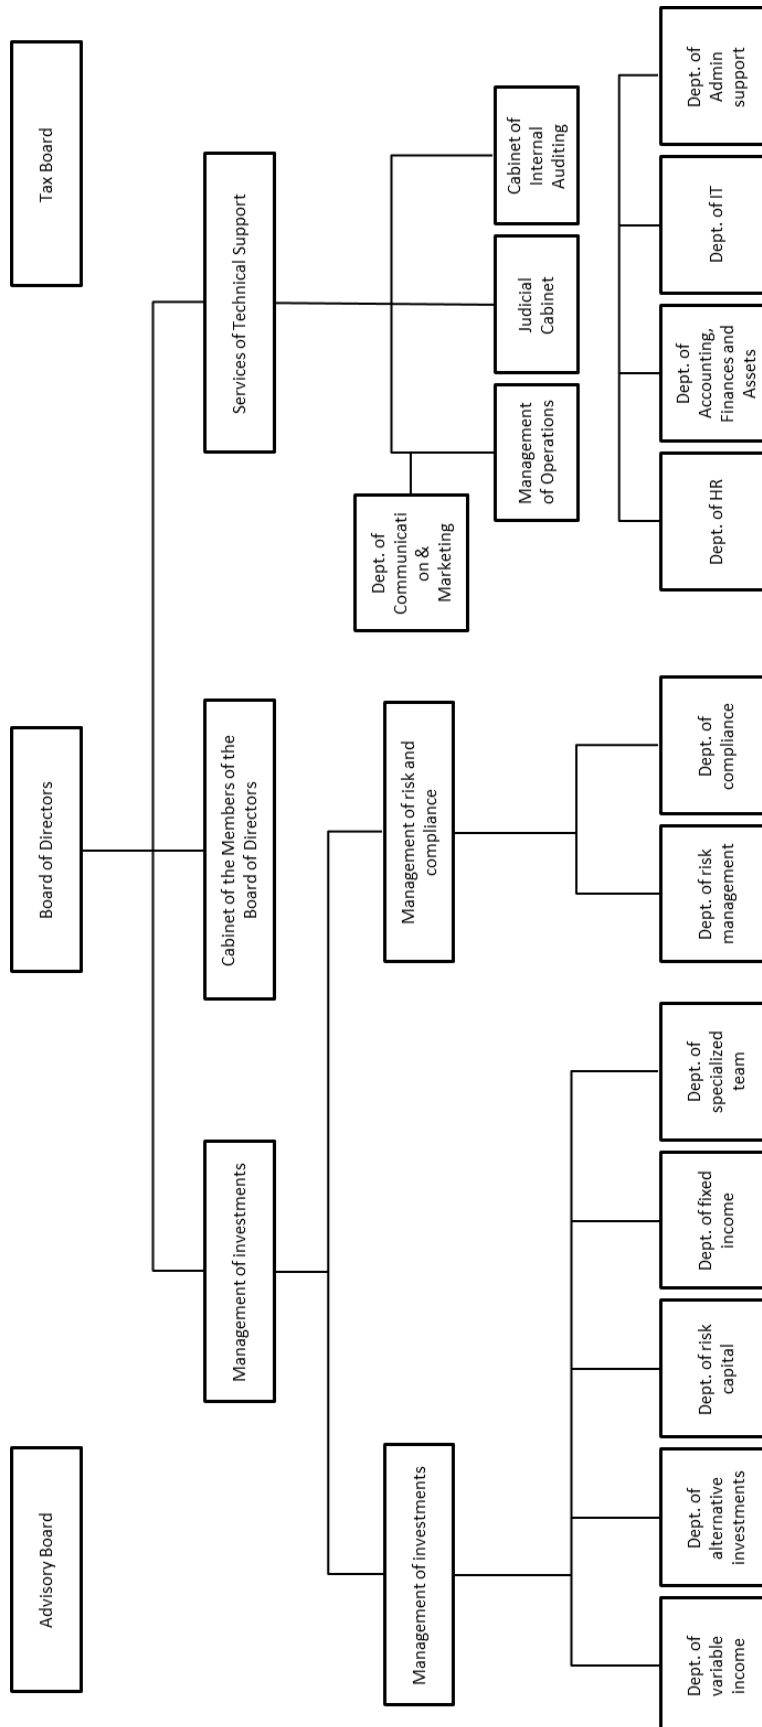 Advisory Board
Board of Directors
Tax Board
Management of investments
Cabinet of the Members of the
Board of Directors
Services of Technical Support
Management of investments
Management of risk and
compliance
Dept. of
Communicati
on &
Marketing
Management
of Operations
Judicial
Cabinet
Cabinet of
Internal
Auditing
Dept. of
variable
income
Dept. of
alternative
investments
Dept. of risk
capital
Dept. of fixed
income
Dept. of
specialized
team
Dept. of risk
management
Dept. of
compliance
Dept. of HR
Dept. of
Accounting,
Finances and
Assets
Dept. of IT
Dept. of
Admin
support